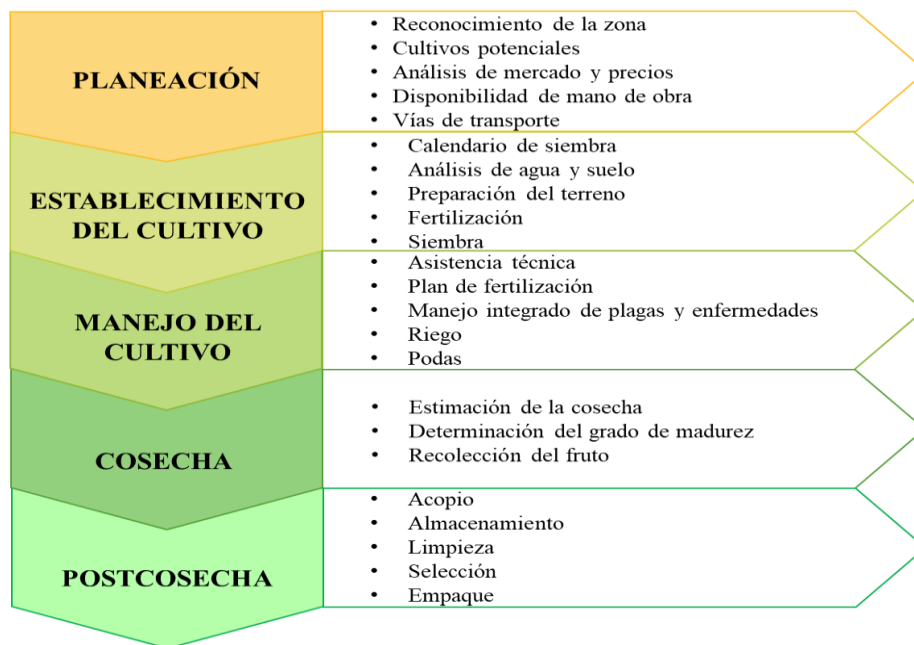 PLANEACIÓN
• Reconocimiento de la zona
• Cultivos potenciales
• Análisis de mercado y precios
• Disponibilidad de mano de obra
• Vías de transporte
ESTABLECIMIENTO
DEL CULTIVO
• Calendario de siembra
• Análisis de agua y suelo
• Preparación del terreno
• Fertilización
• Siembra
MANEJO DEL
CULTIVO
• Asistencia técnica
• Plan de fertilización
• Manejo integrado de plagas y enfermedades
• Riego
• Podas
COSECHA
• Estimación de la cosecha
• Determinación del grado de madurez
• Recolección del fruto
POSTCOSECHA
• Acopio
• Almacenamiento
• Limpieza
• Selección
• Empaque